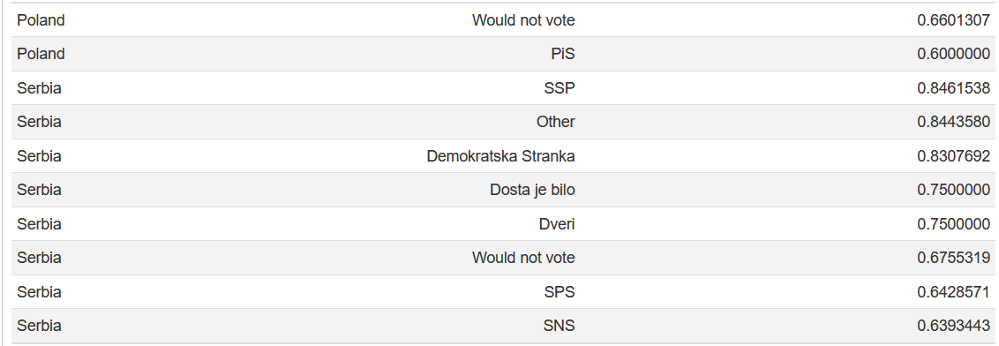 Poland Would not vote 0.6601307
Poland PiS 0.6000000
Serbia SSP 0.8461538
Serbia Other 0.8443580
Serbia Demokratska Stranka 0.8307692
Serbia Dosta je bilo 0.7500000
Serbia Dveri 0.7500000
Serbia Would not vote 0.6755319
Serbia SPS 0.6428571
Serbia SNS 0.6393443